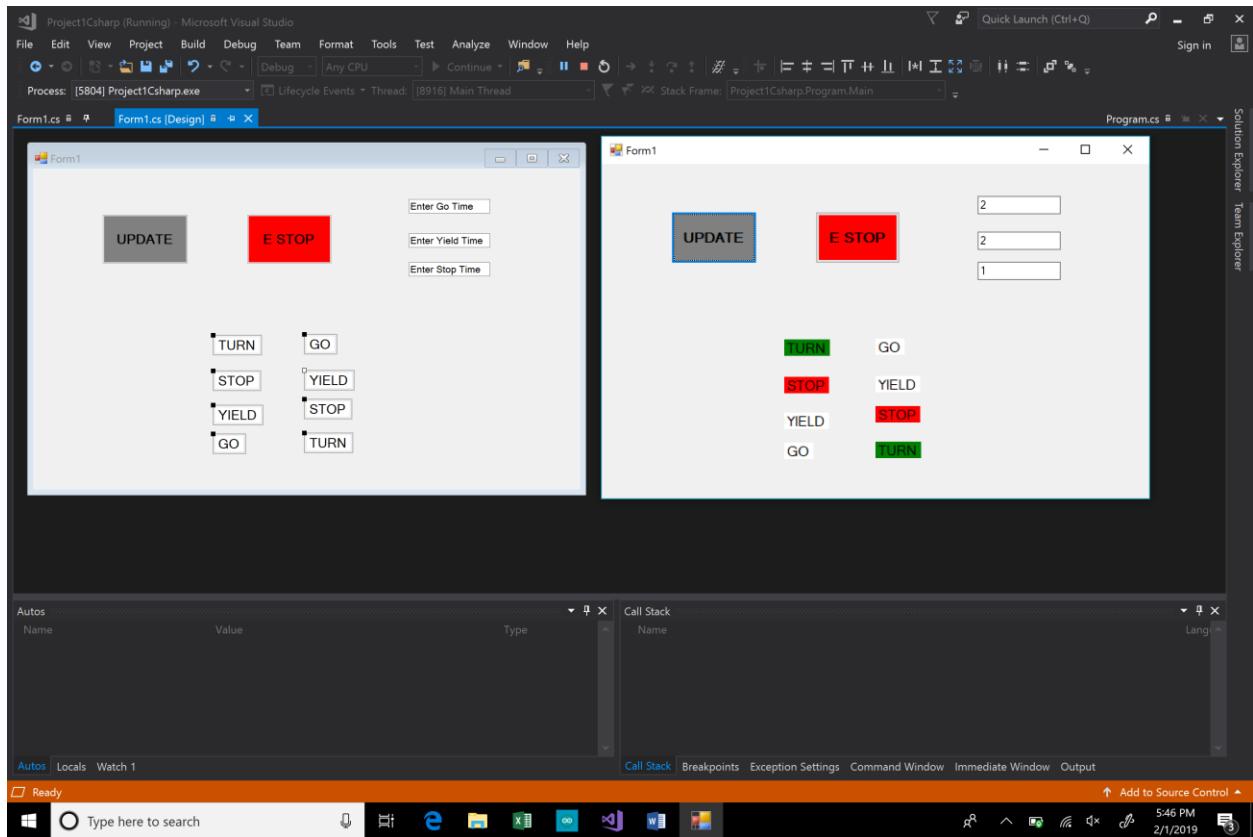 Project1Csharp (Running) - Microsoft Visual Studio
Quick Launch (Ctrl+Q)
File Edit View Project Build Debug Team Format Tools Test Analyze Window Help
Sign in
Debug Any CPU Continue
Process: [5804] Project1Csharp.exe Lifecycle Events Thread: [8916] Main Thread Stack Frame: Project1Csharp.Program.Main
Form1.cs Form1.cs [Design] Program.cs
Solution Explorer
Team Explorer
Form1
UPDATE
E STOP
Enter Go Time
Enter Yield Time
Enter Stop Time
TURN GO
STOP YIELD
YIELD STOP
GO TURN
Form1
UPDATE
E STOP
2
2
1
TURN GO
STOP YIELD
YIELD STOP
GO TURN
Autos
Name Value Type
Call Stack
Name
Autos Locals Watch 1
Call Stack Breakpoints Exception Settings Command Window Immediate Window Output
Ready
Add to Source Control
Type here to search
5:46 PM
2/1/2019
3